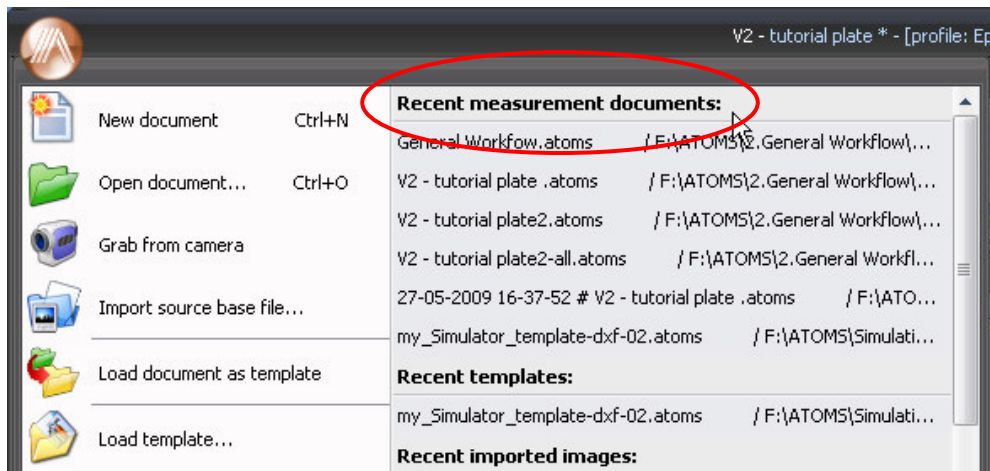 V2 - tutorial plate * - [profile: Ep
New document Ctrl+N
Open document... Ctrl+O
Grab from camera
Import source base file...
Load document as template
Load template...
Recent measurement documents:
General Workfow.atoms / F:\ATOMS\2.General Workflow\...
V2 - tutorial plate .atoms / F:\ATOMS\2.General Workflow\...
V2 - tutorial plate2.atoms / F:\ATOMS\2.General Workflow\...
V2 - tutorial plate2-all.atoms / F:\ATOMS\2.General Workfl...
27-05-2009 16-37-52 # V2 - tutorial plate .atoms / F:\ATO...
my_Simulator_template-dxf-02.atoms / F:\ATOMS\Simulati...
Recent templates:
my_Simulator_template-dxf-02.atoms / F:\ATOMS\Simulati...
Recent imported images: